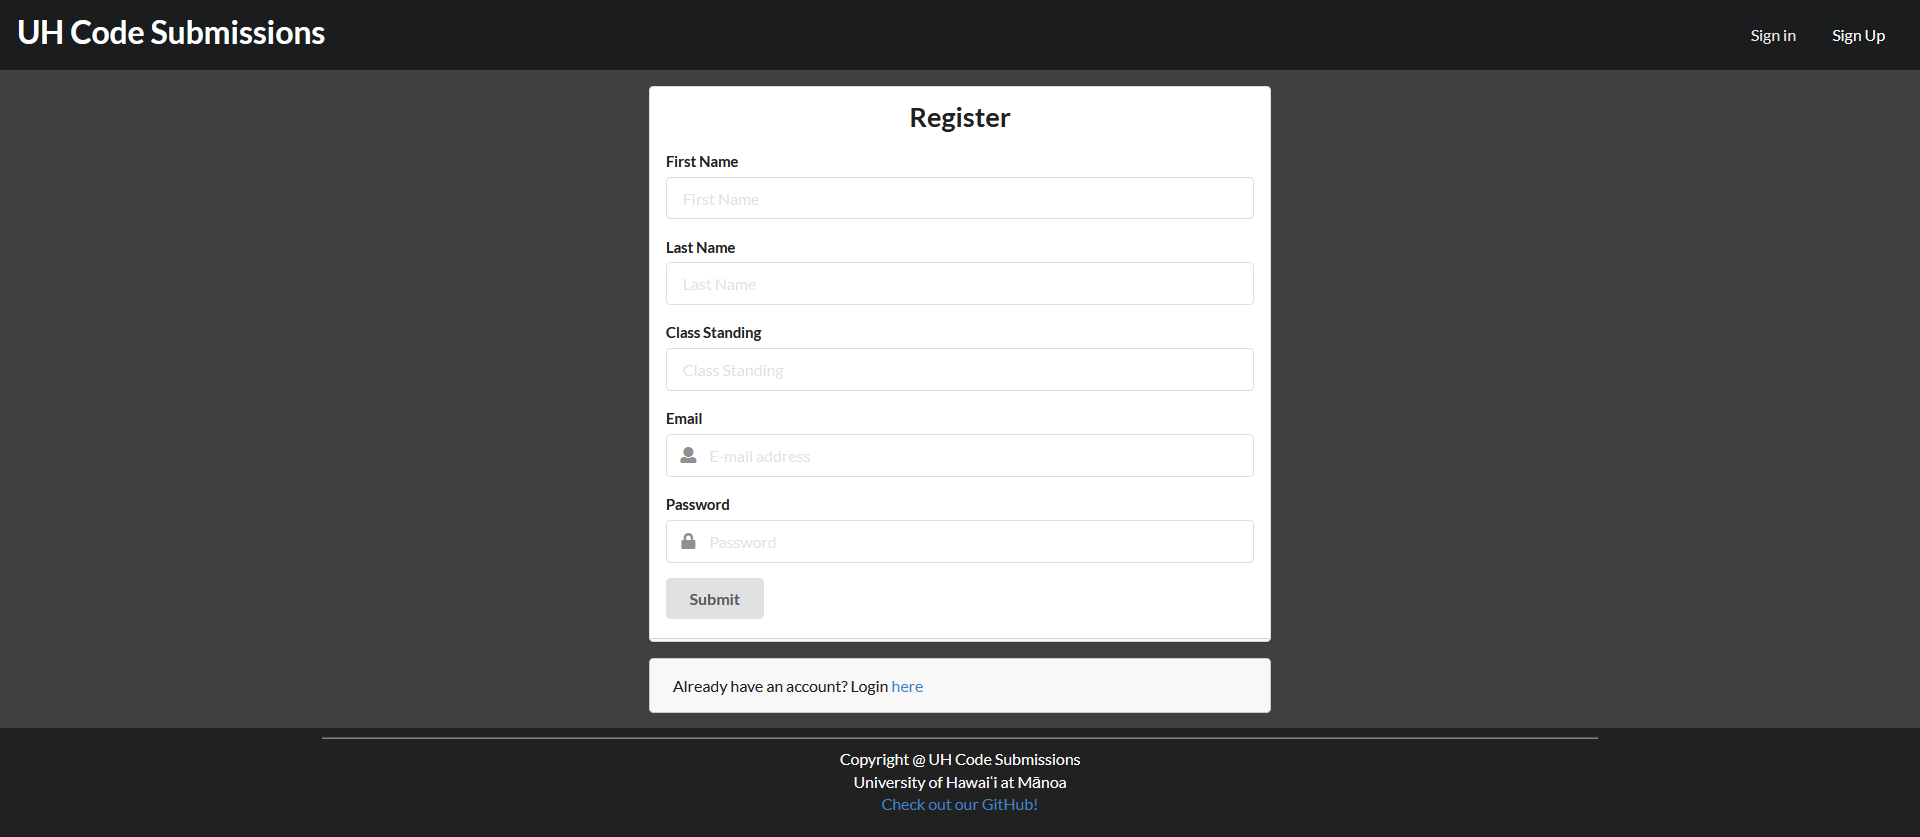 UH Code Submissions
Sign in
Sign Up
Register
First Name
First Name
Last Name
Last Name
Class Standing
Class Standing
Email
E-mail address
Password
Password
Submit
Already have an account? Login here
Copyright @ UH Code Submissions
University of Hawaiʻi at Mānoa
Check out our GitHub!